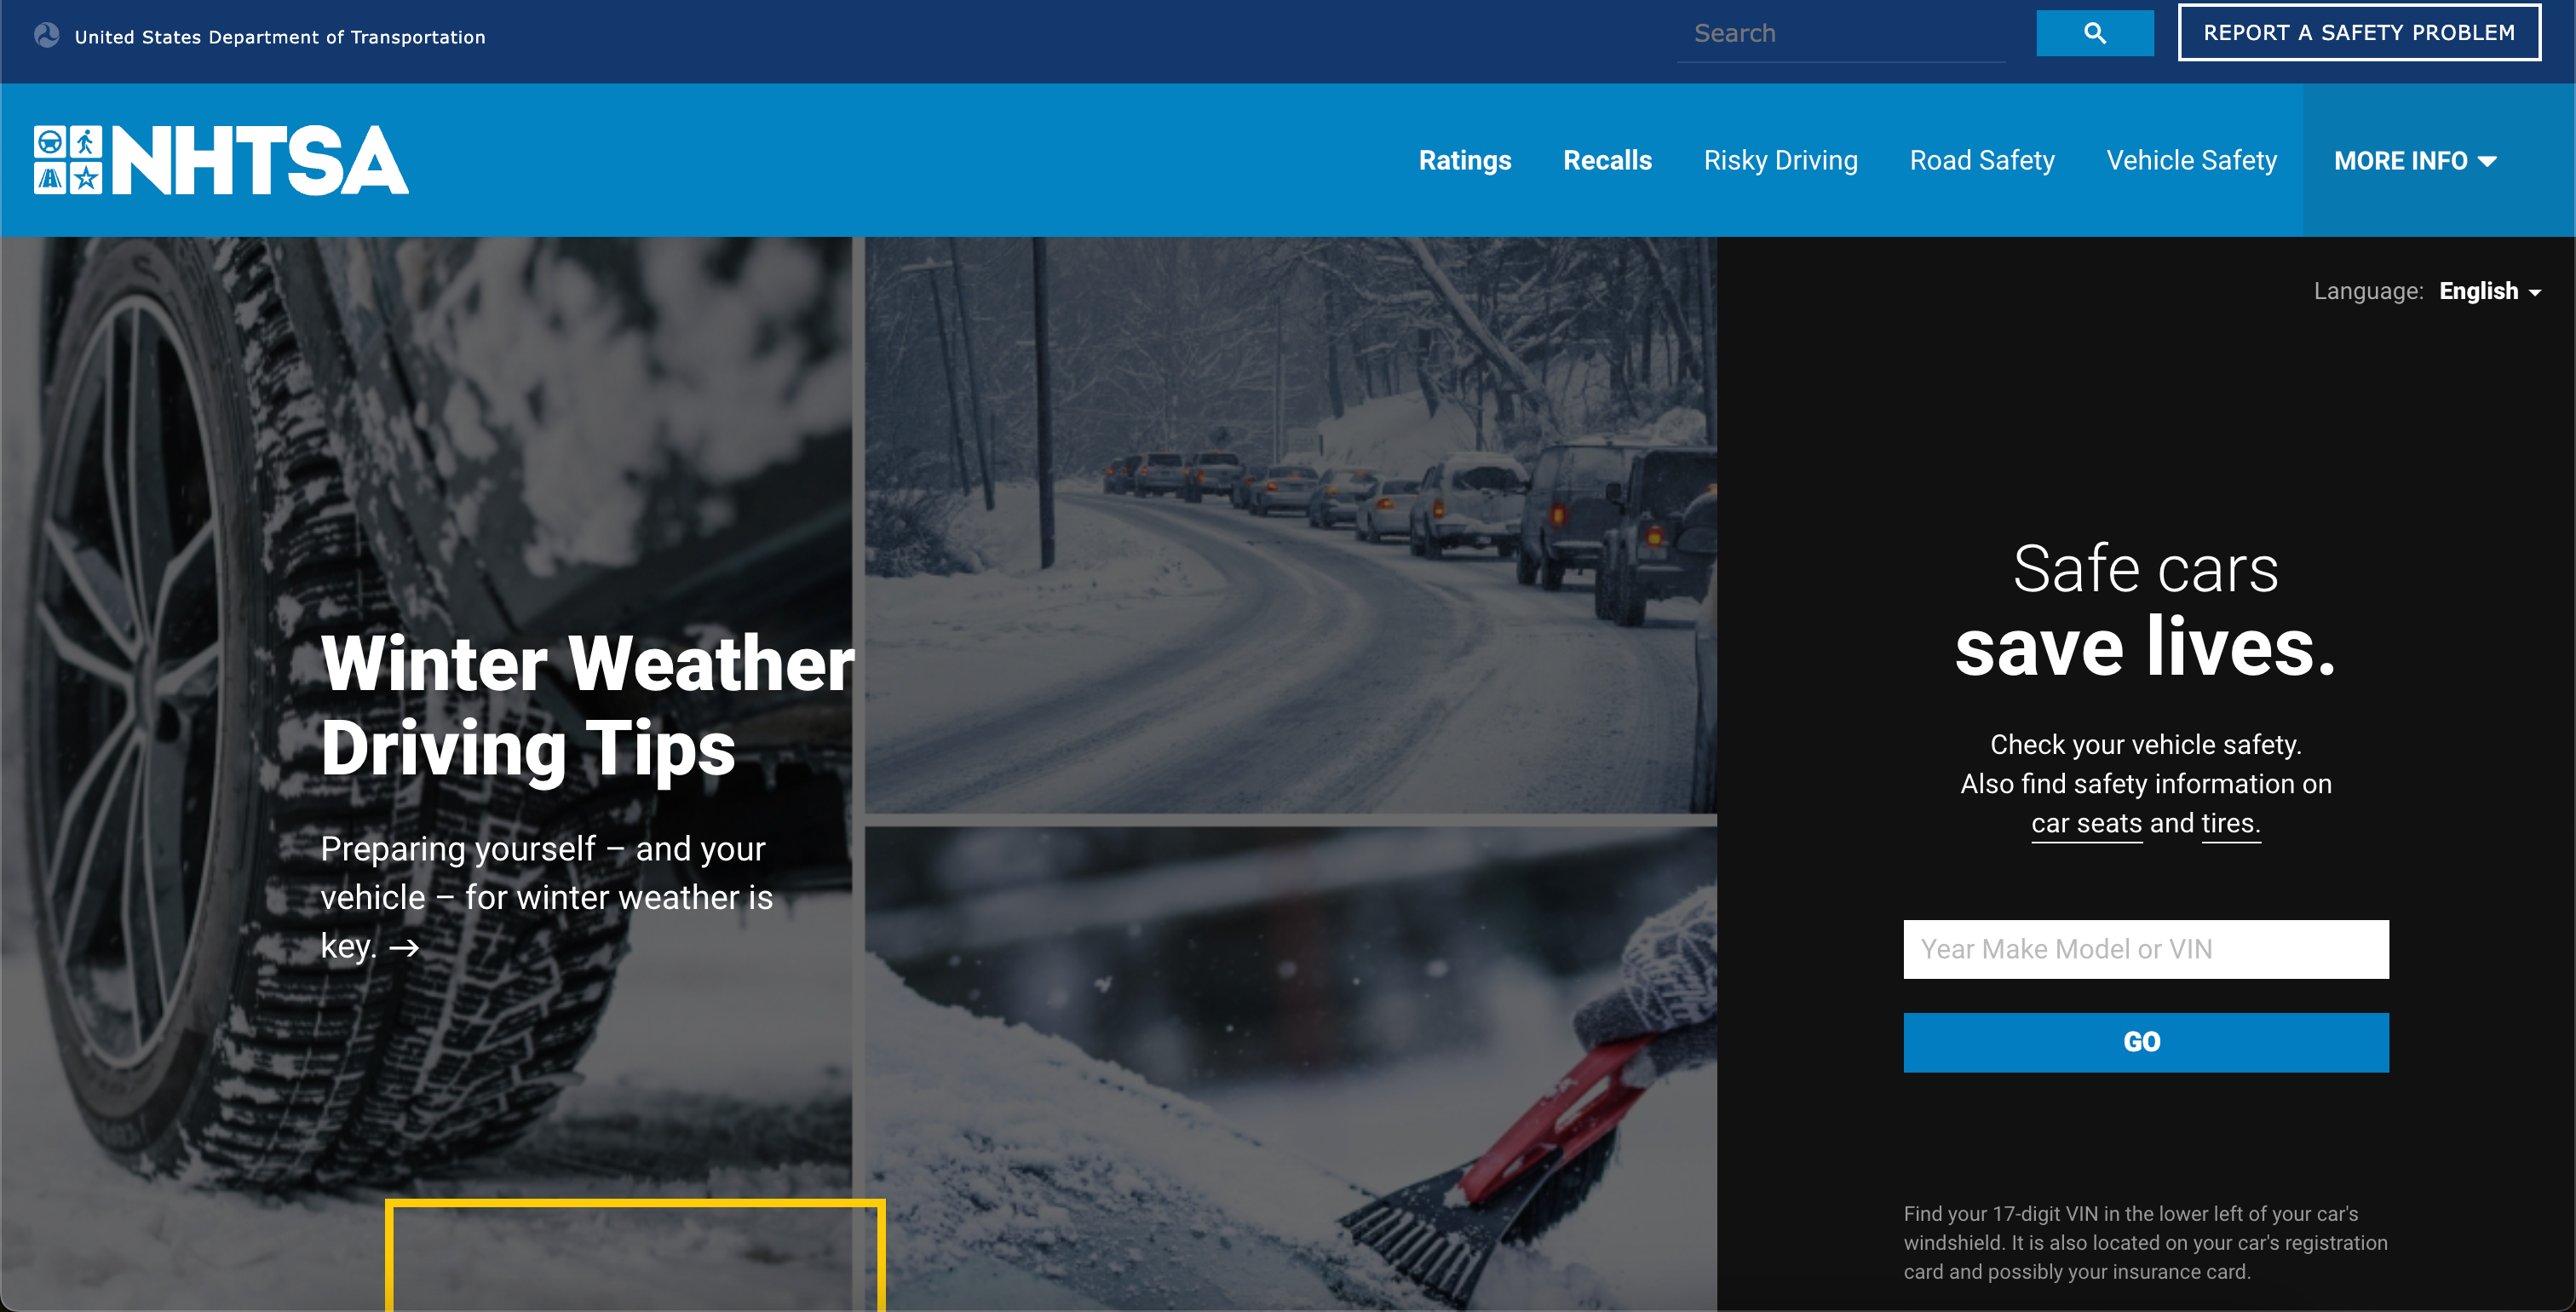 United States Department of Transportation
Search
REPORT A SAFETY PROBLEM
NHTSA
Ratings
Recalls
Risky Driving
Road Safety
Vehicle Safety
MORE INFO
Language: English
Winter Weather
Driving Tips
Preparing yourself – and your
vehicle – for winter weather is
key. →
Safe cars
save lives.
Check your vehicle safety.
Also find safety information on
car seats and tires.
Year Make Model or VIN
GO
Find your 17-digit VIN in the lower left of your car's
windshield. It is also located on your car's registration
card and possibly your insurance card.